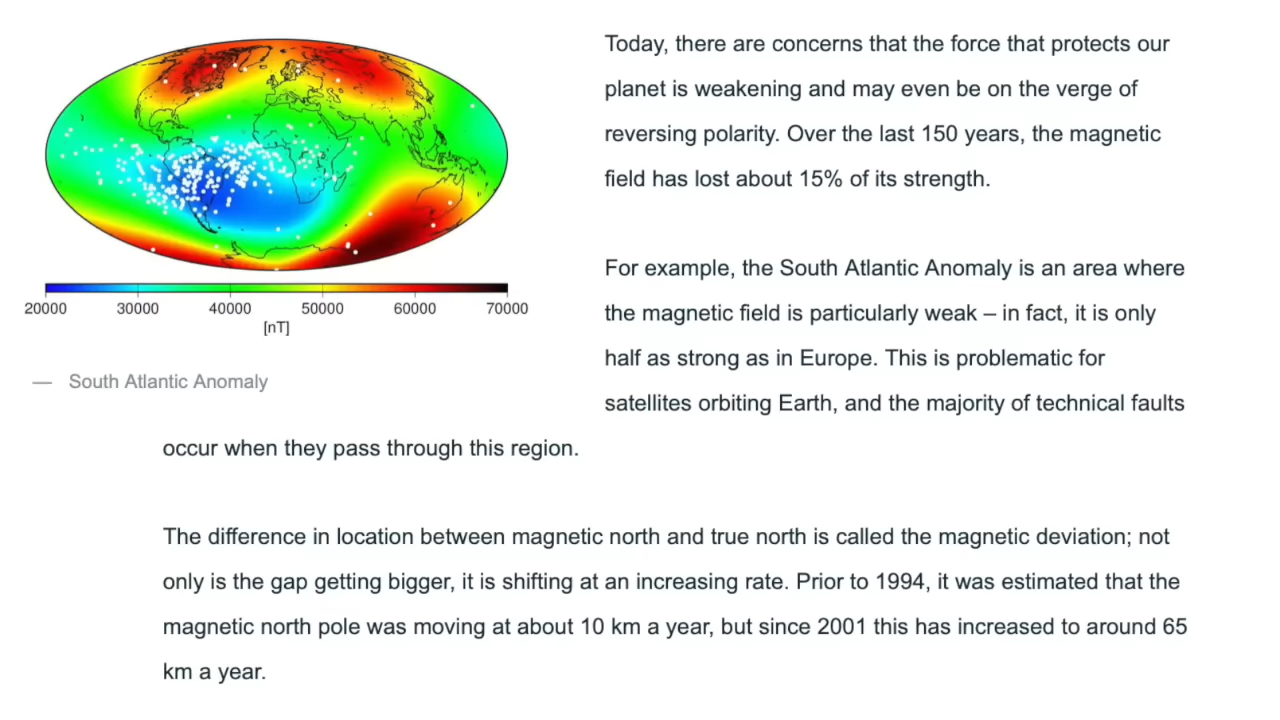 Today, there are concerns that the force that protects our
planet is weakening and may even be on the verge of
reversing polarity. Over the last 150 years, the magnetic
field has lost about 15% of its strength.
20000 30000 40000 50000 60000 70000
[nT]
— South Atlantic Anomaly
For example, the South Atlantic Anomaly is an area where
the magnetic field is particularly weak – in fact, it is only
half as strong as in Europe. This is problematic for
satellites orbiting Earth, and the majority of technical faults
occur when they pass through this region.
The difference in location between magnetic north and true north is called the magnetic deviation; not
only is the gap getting bigger, it is shifting at an increasing rate. Prior to 1994, it was estimated that the
magnetic north pole was moving at about 10 km a year, but since 2001 this has increased to around 65
km a year.